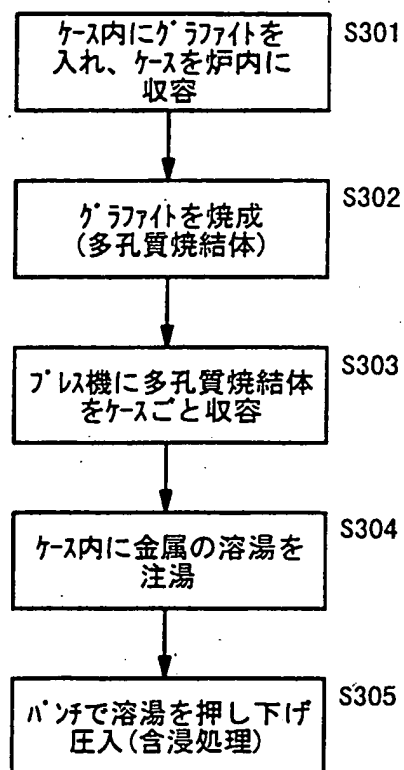 ケース内にグラファイトを
入れ、ケースを炉内に
収容
S301
グラファイトを焼成
(多孔質焼結体)
S302
プレス機に多孔質焼結体
をケースごと収容
S303
ケース内に金属の溶湯を
注湯
S304
パンチで溶湯を押し下げ
圧入(含浸処理)
S305